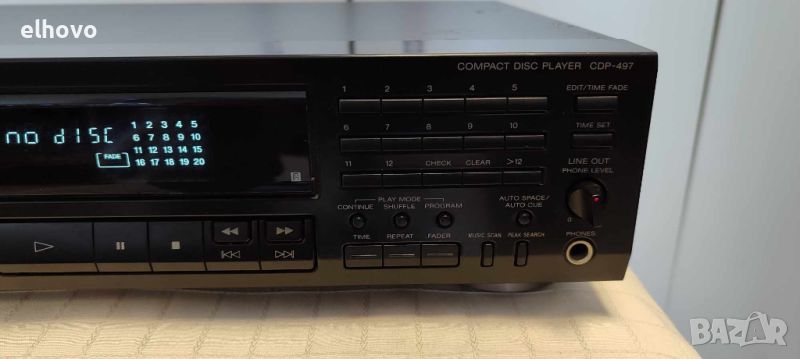 elhovo
COMPACT DISC PLAYER CDP-497
1 2 3 4 5
EDIT/TIME FADE
no dISC
1 2 3 4 5
6 7 8 9 10
11 12 13 14 15
16 17 18 19 20
FADE
6 7 8 9 10
TIME SET
11 12 CHECK CLEAR >12
LINE OUT
PHONE LEVEL
PLAY MODE
CONTINUE SHUFFLE PROGRAM
AUTO SPACE/
AUTO CUE
0
TIME REPEAT FADER
MUSIC SCAN PEAK SEARCH
PHONES
BAZAR